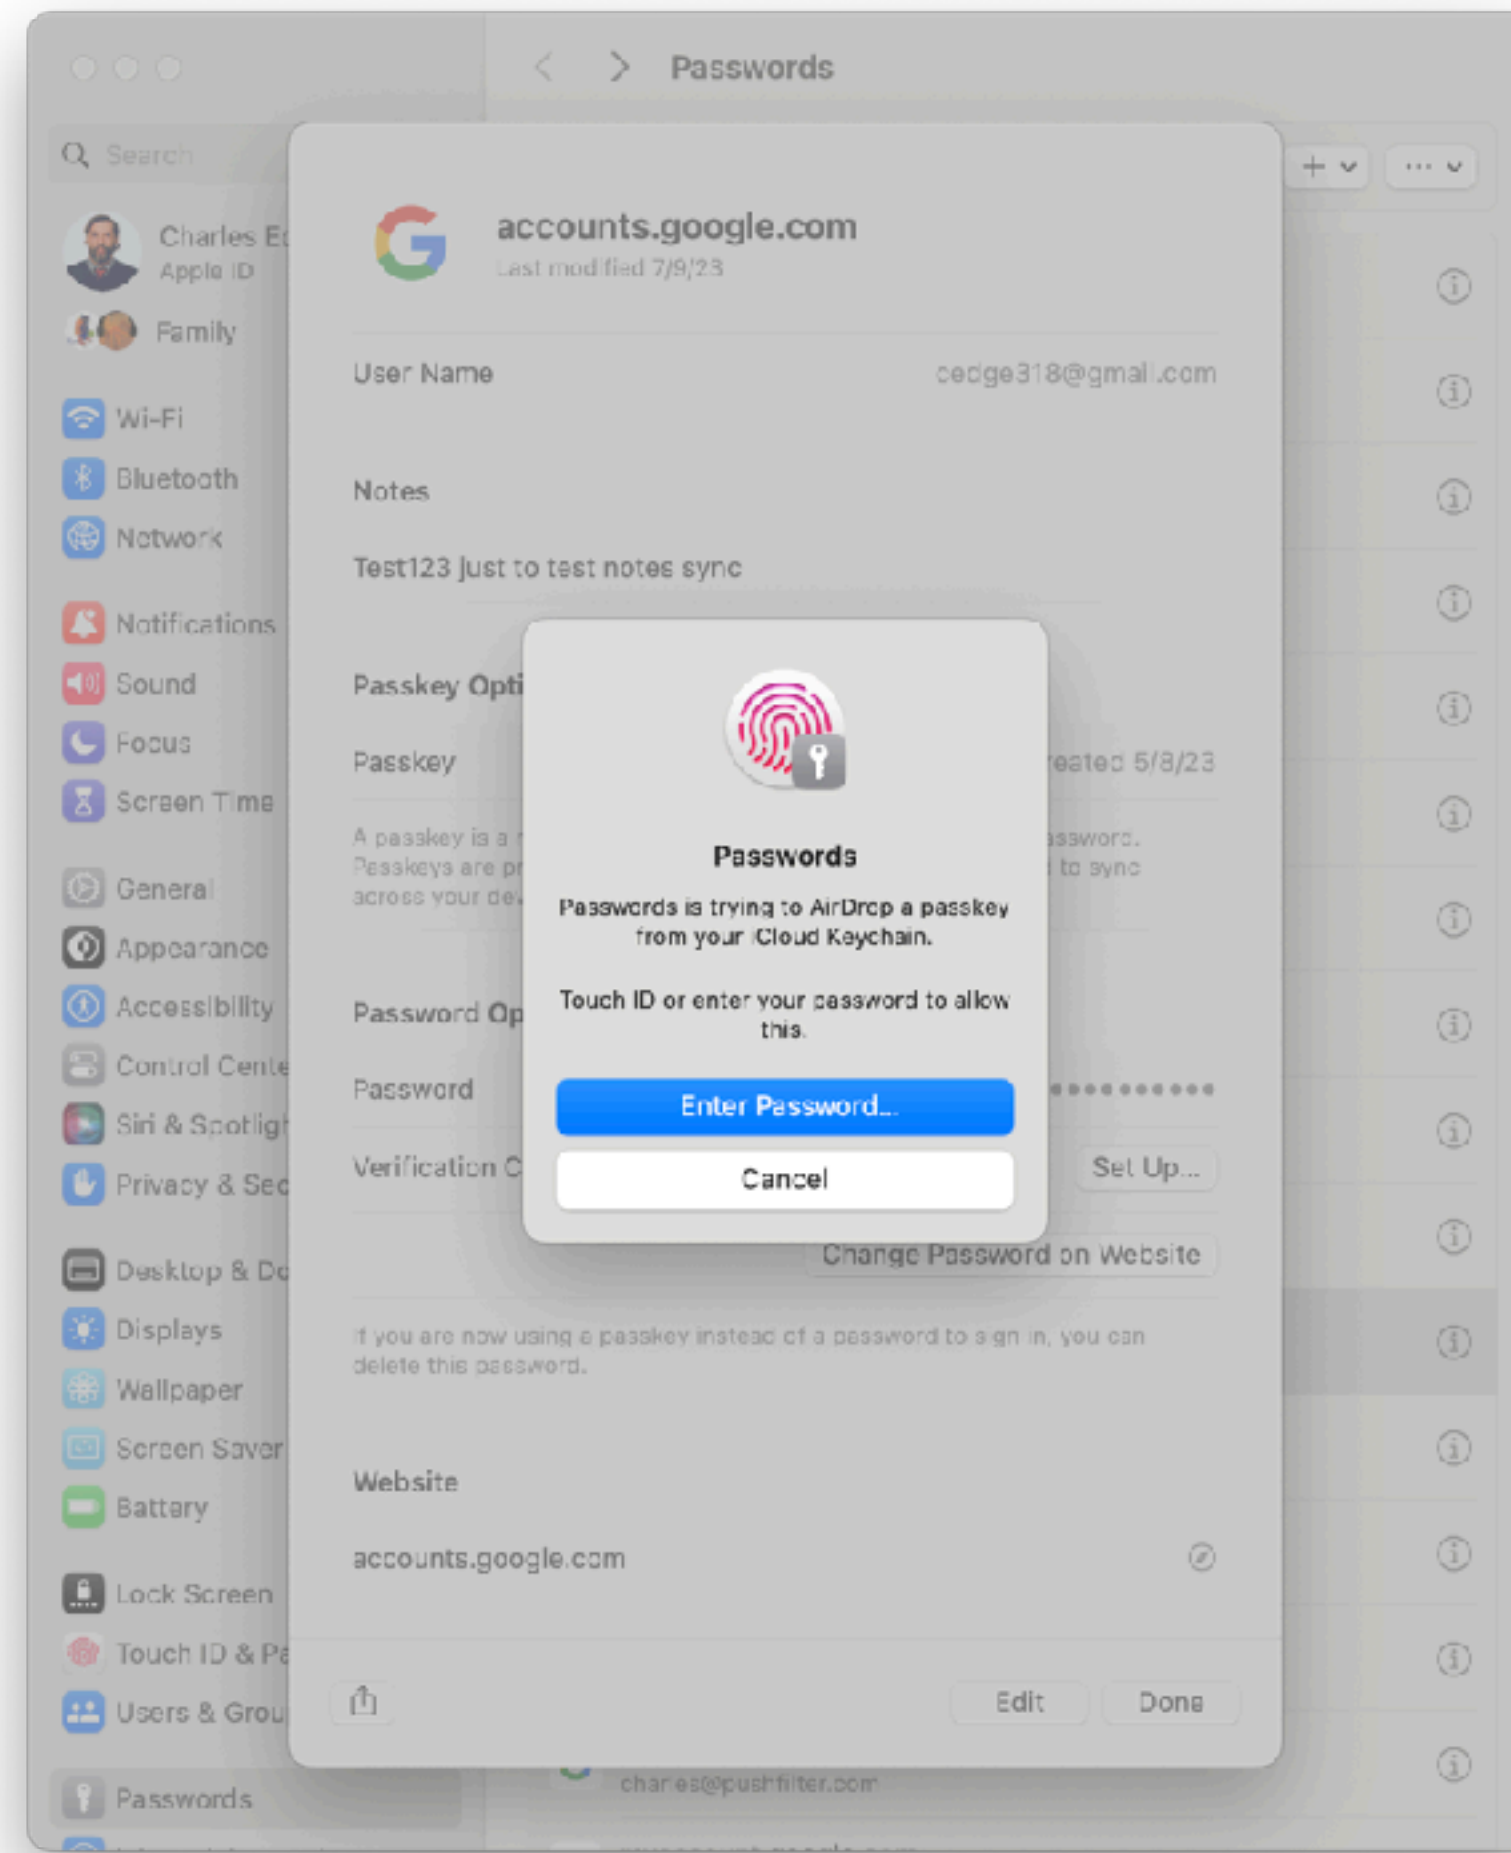 Passwords
Search
Charles Ed
Apple ID
Family
Wi-Fi
Bluetooth
Network
Notifications
Sound
Focus
Screen Time
General
Appearance
Accessibility
Control Cente
Siri & Spotligh
Privacy & Sec
Desktop & Do
Displays
Wallpaper
Screen Saver
Battery
Lock Screen
Touch ID & Pa
Users & Grou
Passwords
accounts.google.com
Last modified 7/9/23
User Name cedge318@gmail.com
Notes
Test123 just to test notes sync
Passkey Opti
Passkey reated 5/8/23
A passkey is a assword.
Passkeys are pr to sync
across your dev
Password Op
Password ••••••••••
Verification C Set Up...
Change Password on Website
If you are now using a passkey instead of a password to sign in, you can
delete this password.
Website
accounts.google.com
Edit Done
Passwords
Passwords is trying to AirDrop a passkey
from your iCloud Keychain.
Touch ID or enter your password to allow
this.
Enter Password...
Cancel
charles@pushfilter.com